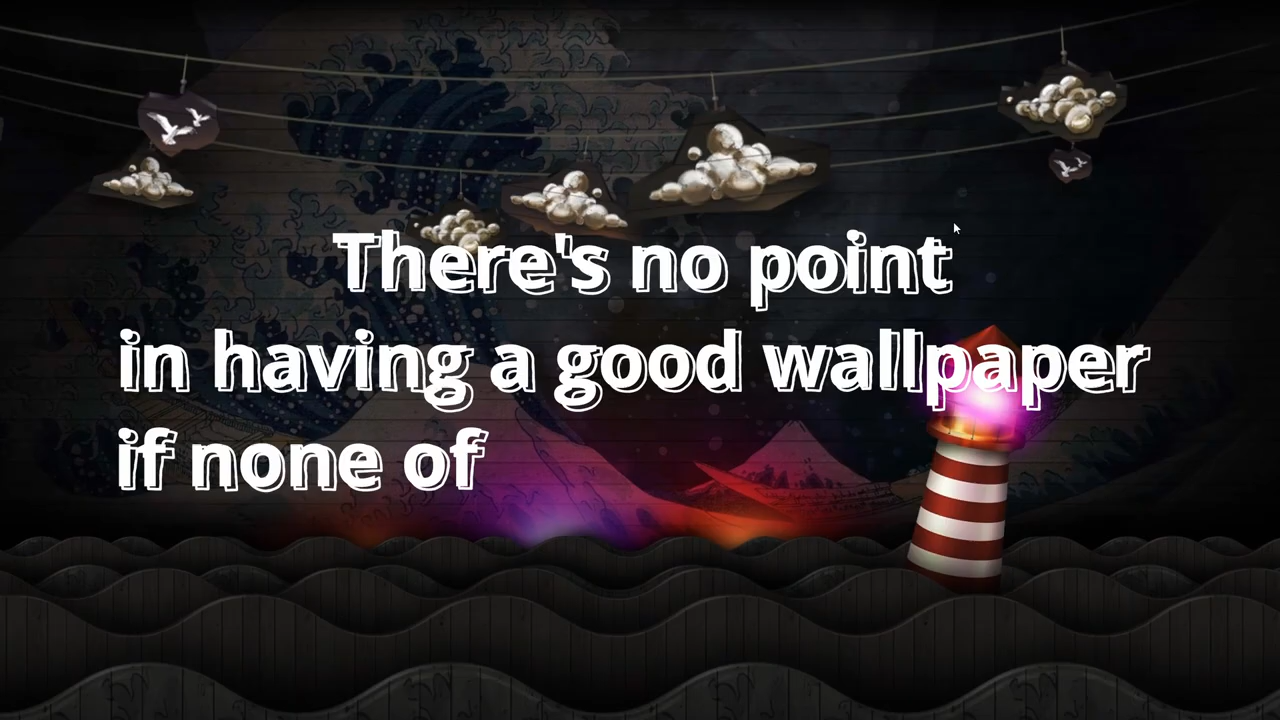 There's no point
in having a good wallpaper
if none of